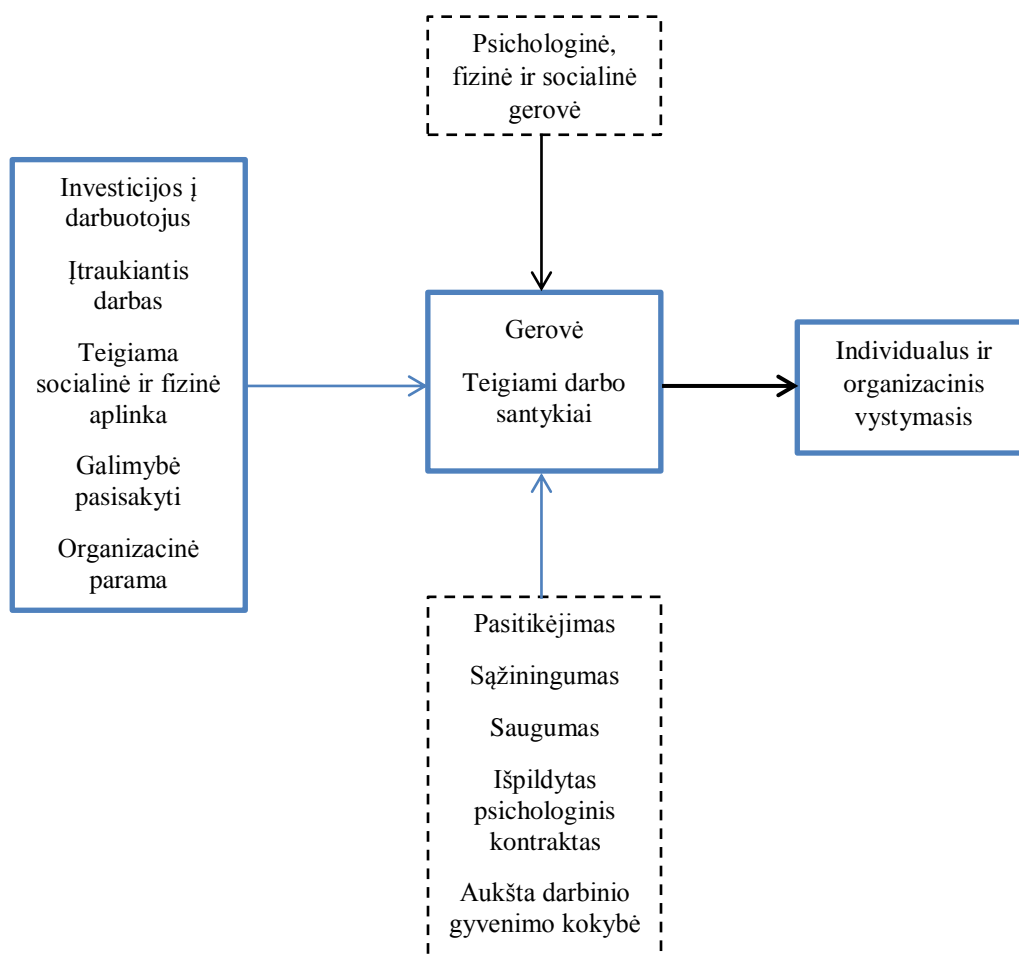 Psichologinė,
fizinė ir socialinė
gerovė
Investicijos į
darbuotojus
Įtraukiantis
darbas
Teigiama
socialinė ir fizinė
aplinka
Galimybė
pasisakyti
Organizacinė
parama
Gerovė
Teigiami darbo
santykiai
Individualus ir
organizacinis
vystymasis
Pasitikėjimas
Sąžiningumas
Saugumas
Išpildytas
psichologinis
kontraktas
Aukšta darbinio
gyvenimo kokybė